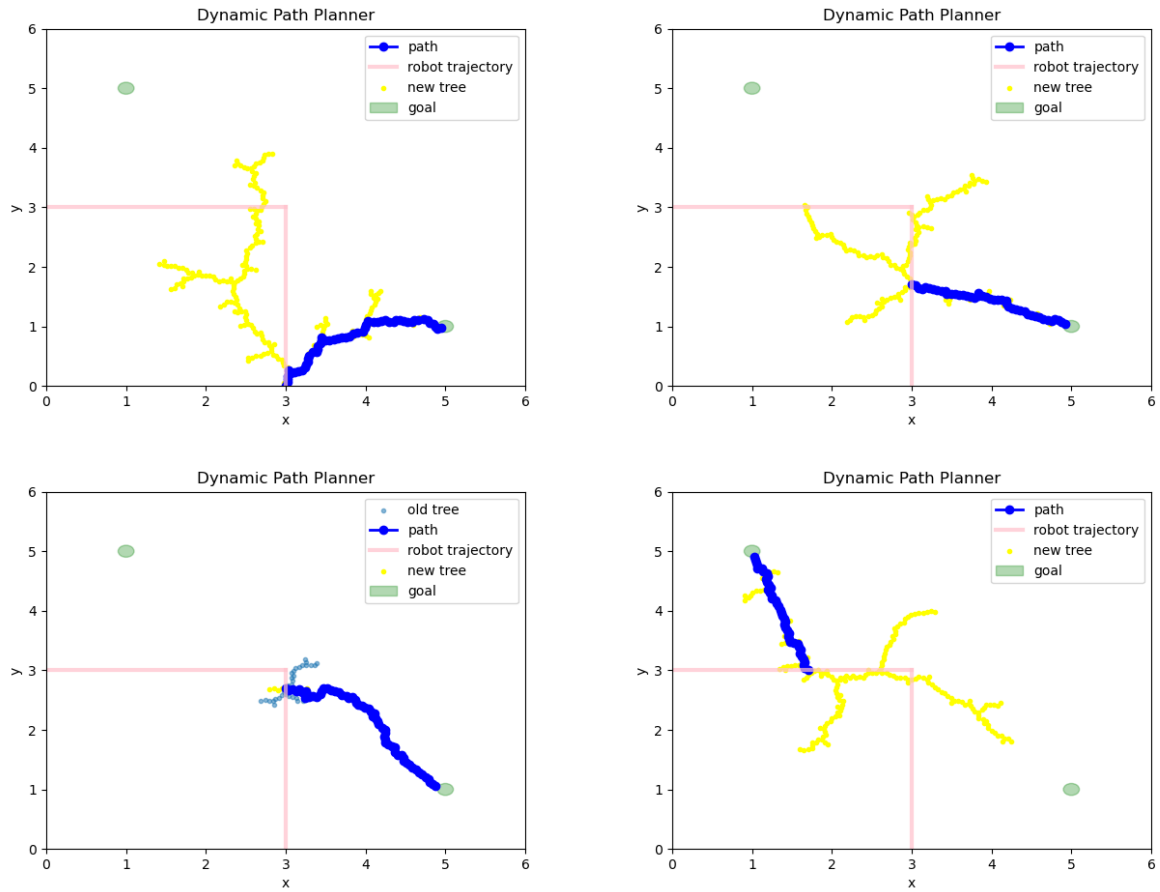 Dynamic Path Planner
6
5
4
3
2
1
0
y
0 1 2 3 4 5 6
x
path
robot trajectory
new tree
goal
Dynamic Path Planner
6
5
4
3
2
1
0
y
0 1 2 3 4 5 6
x
path
robot trajectory
new tree
goal
Dynamic Path Planner
6
5
4
3
2
1
0
y
0 1 2 3 4 5 6
x
old tree
path
robot trajectory
new tree
goal
Dynamic Path Planner
6
5
4
3
2
1
0
y
0 1 2 3 4 5 6
x
path
robot trajectory
new tree
goal